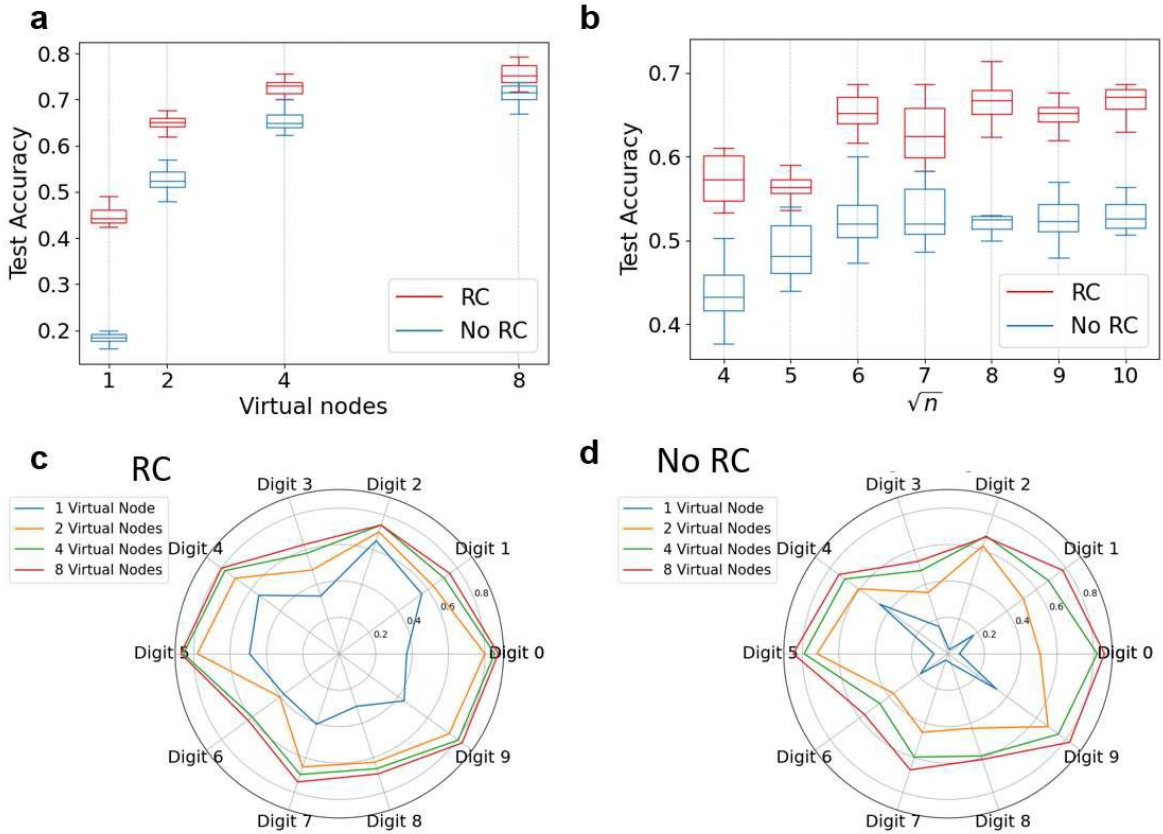 a
0.8
0.7
0.6
0.5
0.4
0.3
0.2
Test Accuracy
RC
No RC
1 2 4 8
Virtual nodes
b
0.7
0.6
0.5
0.4
Test Accuracy
RC
No RC
4 5 6 7 8 9 10
√n
c
RC
1 Virtual Node
2 Virtual Nodes
4 Virtual Nodes
8 Virtual Nodes
Digit 3
Digit 2
Digit 4
Digit 1
0.8
0.6
0.4
0.2
Digit 5
Digit 0
Digit 6
Digit 9
Digit 7
Digit 8
d
No RC
1 Virtual Node
2 Virtual Nodes
4 Virtual Nodes
8 Virtual Nodes
Digit 3
Digit 2
Digit 4
Digit 1
0.8
0.6
0.4
0.2
Digit 5
Digit 0
Digit 6
Digit 9
Digit 7
Digit 8